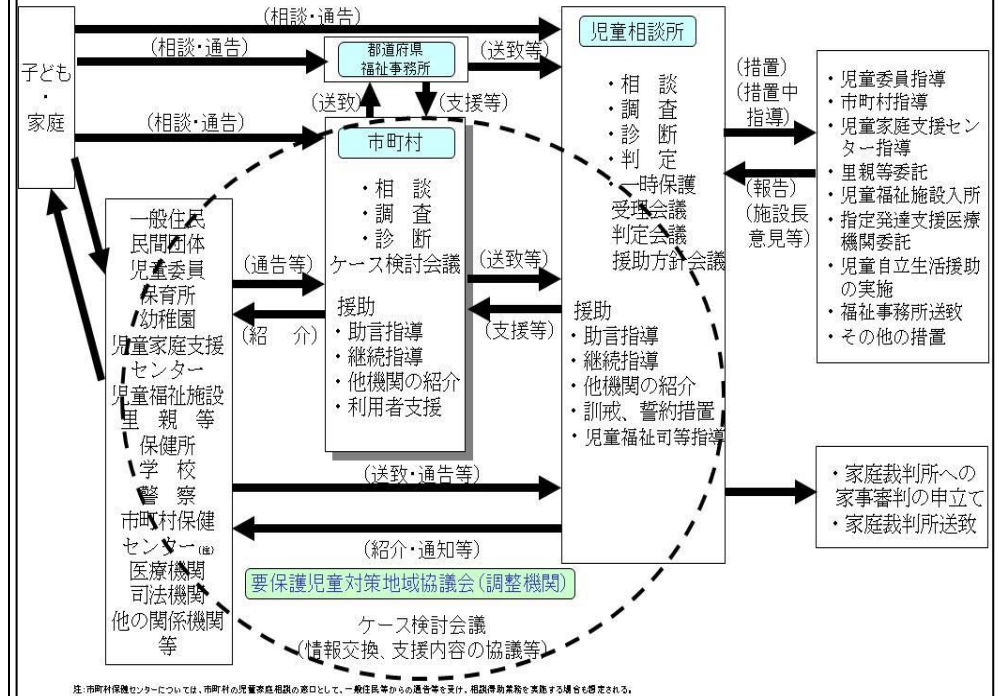 (相談・通告)
児童相談所
(相談・通告)
都道府県
福祉事務所
(送致等)
子ども
・
家庭
(送致)
(支援等)
(相談・通告)
市町村
・相　談
・調　査
・診　断
ケース検討会議
援助
・助言指導
・継続指導
・他機関の紹介
・利用者支援
・相　談
・調　査
・診　断
・判　定
・一時保護
受理会議
判定会議
援助方針会議
援助
・助言指導
・継続指導
・他機関の紹介
・訓戒、誓約措置
・児童福祉司等指導
(措置)
(措置中
指導)
(報告)
(施設長
意見等)
・児童委員指導
・市町村指導
・児童家庭支援セン
ター指導
・里親等委託
・児童福祉施設入所
・指定発達支援医療
機関委託
・児童自立生活援助
の実施
・福祉事務所送致
・その他の措置
一般住民
民間団体
児童委員
保育所
幼稚園
児童家庭支援
センター
児童福祉施設
里　親　等
保健所
学　校
警　察
市町村保健
センター(注)
医療機関
司法機関
他の関係機関
等
(通告等)
(紹　介)
(送致等)
(支援等)
(送致・通告等)
(紹介・通知等)
・家庭裁判所への
家事審判の申立て
・家庭裁判所送致
要保護児童対策地域協議会(調整機関)
ケース検討会議
(情報交換、支援内容の協議等)
注:市町村保健センターについては、市町村の児童家庭相談の窓口として、一般住民等からの通告等を受け、相談援助業務を実施する場合も想定される。